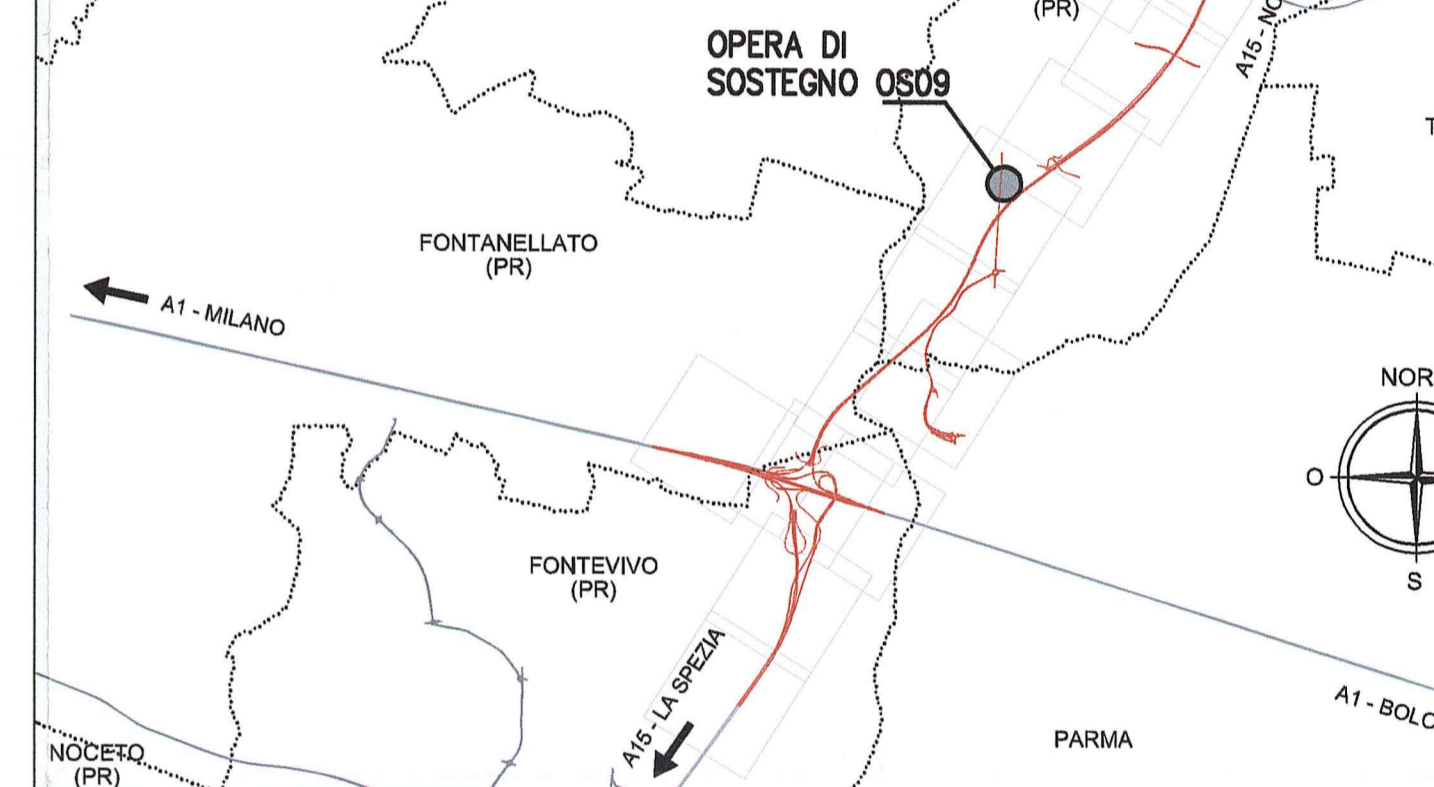 (PR)
A15 - NO
OPERA DI
SOSTEGNO OS09
T
FONTANELLATO
(PR)
A1 - MILANO
NOR
O
S
FONTEVIVO
(PR)
A15 - LA SPEZIA
A1 - BOLO
PARMA
NOCETO
(PR)